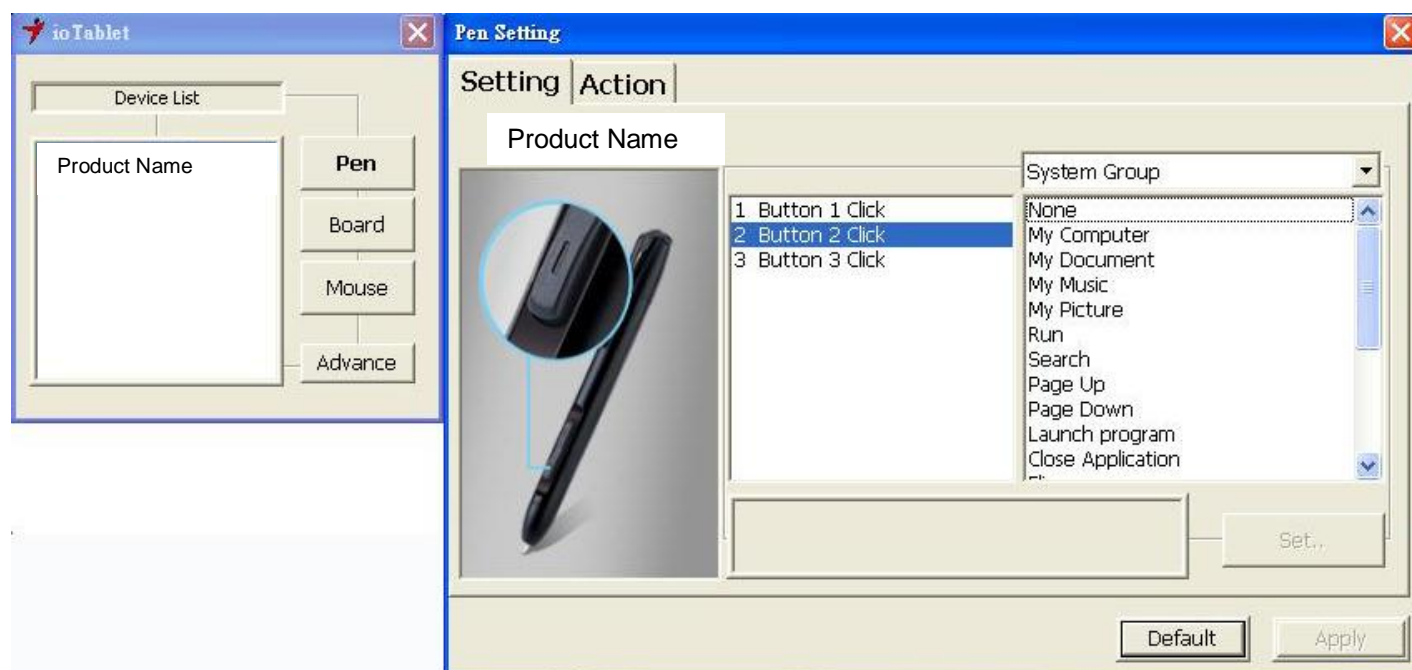 ioTablet
Device List
Product Name
Pen
Board
Mouse
Advance
Pen Setting
Setting
Action
Product Name
1 Button 1 Click
2 Button 2 Click
3 Button 3 Click
System Group
None
My Computer
My Document
My Music
My Picture
Run
Search
Page Up
Page Down
Launch program
Close Application
Set..
Default
Apply